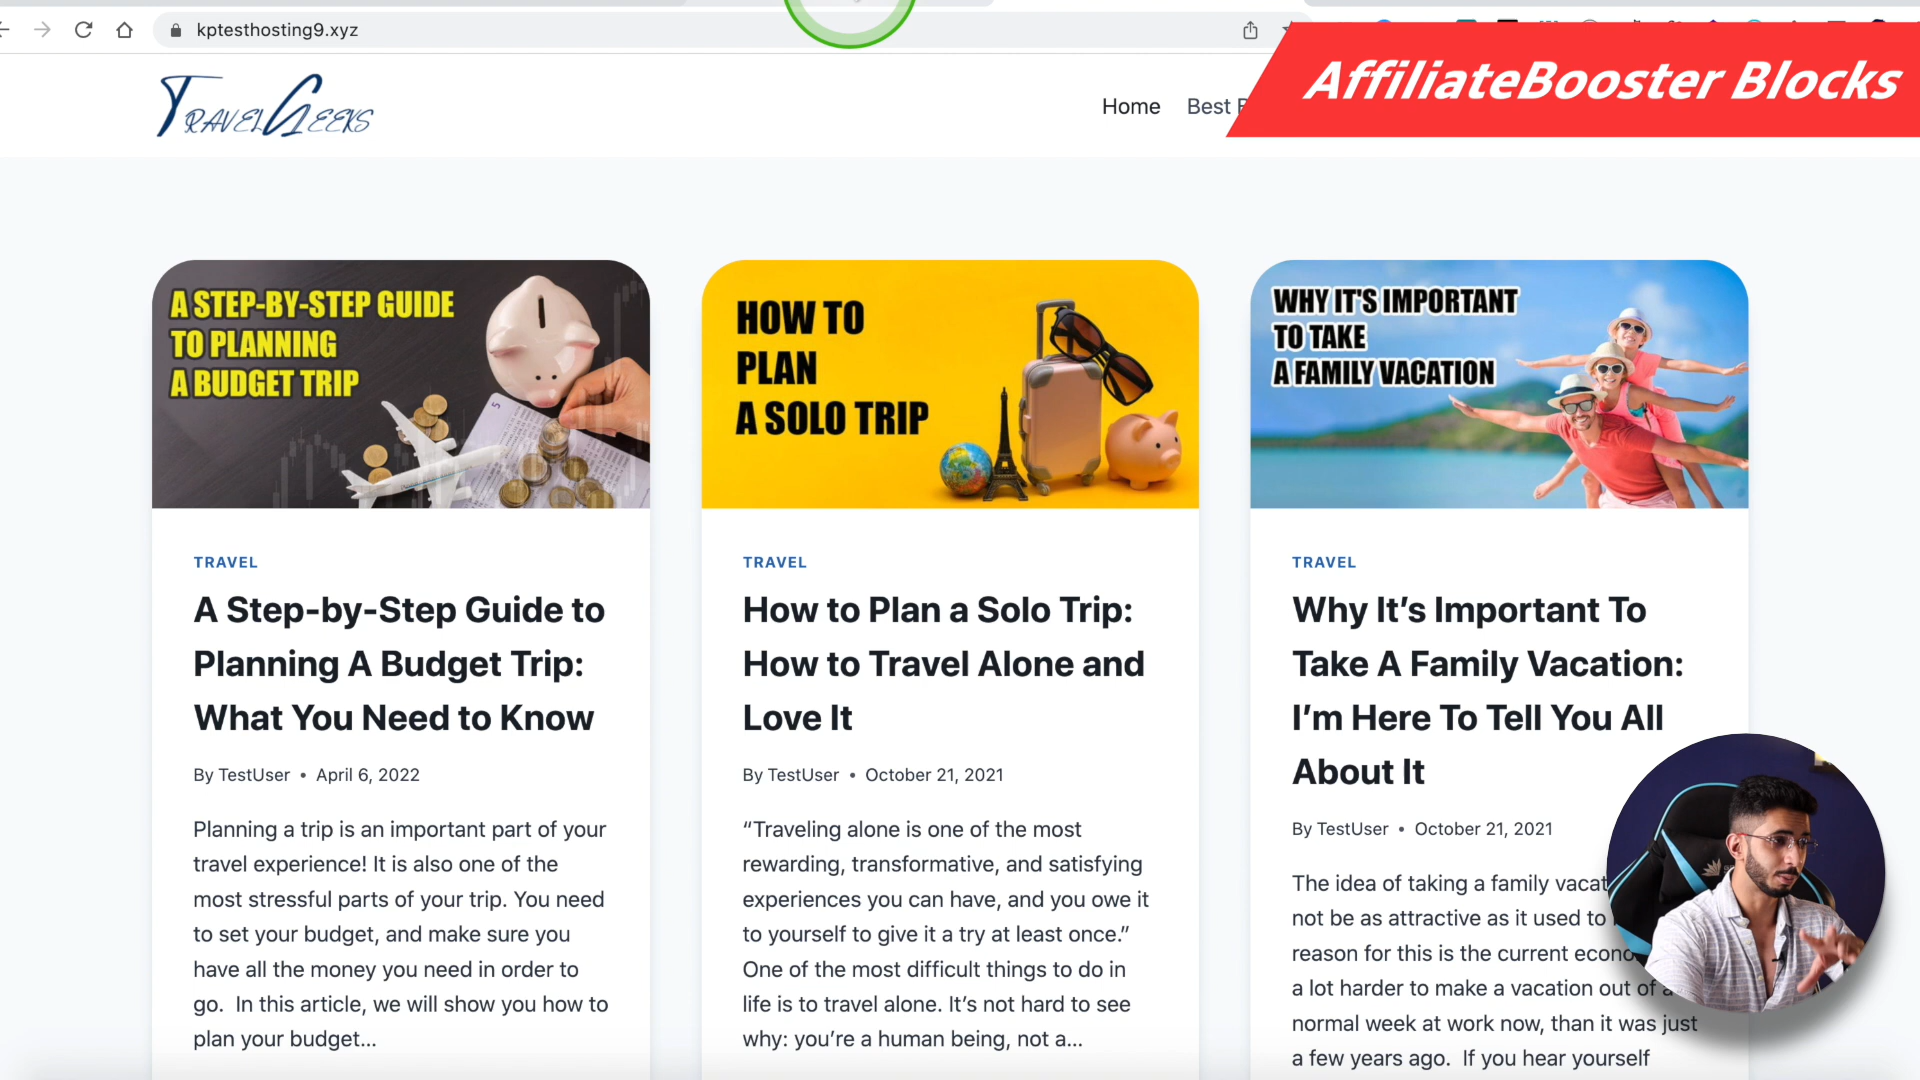 kptesthosting9.xyz
AffiliateBooster Blocks
TRAVELGEEKS
Home Best
A STEP-BY-STEP GUIDE
TO PLANNING
A BUDGET TRIP
HOW TO
PLAN
A SOLO TRIP
WHY IT'S IMPORTANT
TO TAKE
A FAMILY VACATION
TRAVEL
A Step-by-Step Guide to
Planning A Budget Trip:
What You Need to Know
By TestUser • April 6, 2022
Planning a trip is an important part of your
travel experience! It is also one of the
most stressful parts of your trip. You need
to set your budget, and make sure you
have all the money you need in order to
go. In this article, we will show you how to
plan your budget...
TRAVEL
How to Plan a Solo Trip:
How to Travel Alone and
Love It
By TestUser • October 21, 2021
“Traveling alone is one of the most
rewarding, transformative, and satisfying
experiences you can have, and you owe it
to yourself to give it a try at least once.”
One of the most difficult things to do in
life is to travel alone. It’s not hard to see
why: you’re a human being, not a...
TRAVEL
Why It’s Important To
Take A Family Vacation:
I’m Here To Tell You All
About It
By TestUser • October 21, 2021
The idea of taking a family
not be as attractive as it used to
reason for this is the current
a lot harder to make a vacation out of a
normal week at work now, than it was just
a few years ago. If you hear yourself